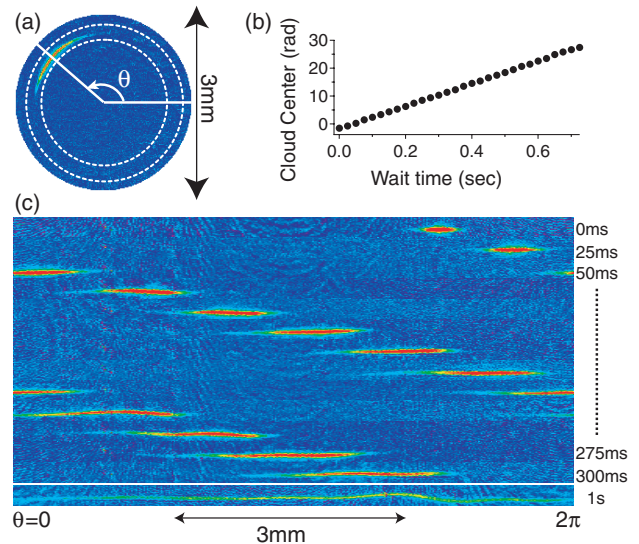 (a)
θ
3mm
(b)
Cloud Center (rad)
30
20
10
0
0.0 0.2 0.4 0.6
Wait time (sec)
(c)
0ms
25ms
50ms
275ms
300ms
1s
θ=0 3mm 2π